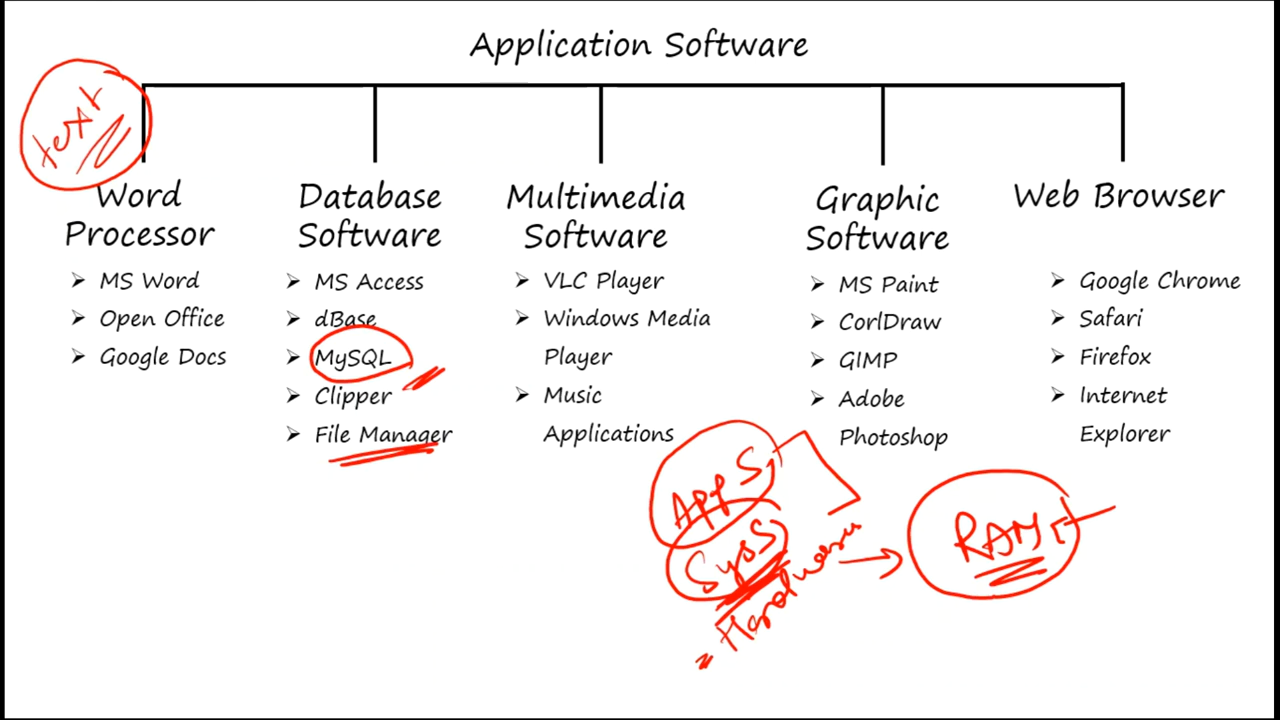 Application Software
text
Word
Processor
➢ MS Word
➢ Open Office
➢ Google Docs
Database
Software
➢ MS Access
➢ dBase
➢ MySQL
➢ Clipper
➢ File Manager
Multimedia
Software
➢ VLC Player
➢ Windows Media
Player
➢ Music
Applications
Graphic
Software
➢ MS Paint
➢ CorlDraw
➢ GIMP
➢ Adobe
Photoshop
Web Browser
➢ Google Chrome
➢ Safari
➢ Firefox
➢ Internet
Explorer
APPS
SysS
Hardware
RAM